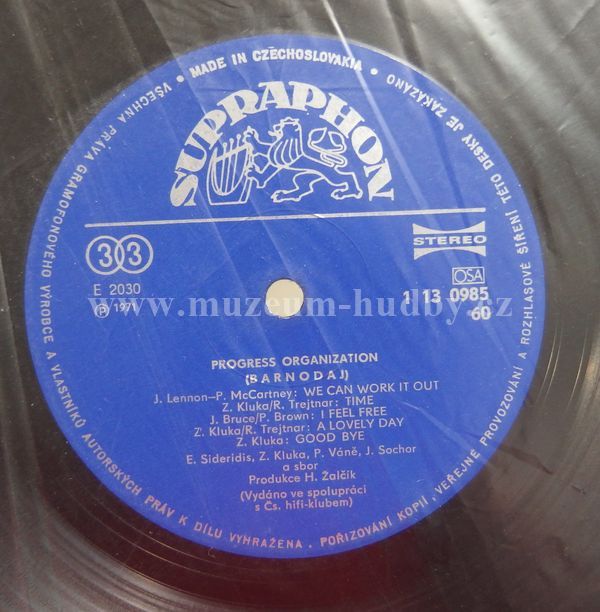 VŠECHNA PRÁVA GRAMOFONOVÉHO VÝROBCE A VLASTNÍKŮ AUTORSKÝCH PRÁV K DÍLU VYHRAŽENA . POŘIZOVÁNÍ KOPIÍ , VEŘEJNÉ PROVOZOVÁNÍ A ROZHLASOVÉ ŠÍŘENÍ TÉTO DESKY JE ZAKÁZÁNO
• MADE IN CZECHOSLOVAKIA •
SUPRAPHON
33
STEREO
E 2030
OSA
Ⓟ 1971
1 13 0985
60
www.muzeum-hudby.cz
PROGRESS ORGANIZATION
(BARNODAJ)
J. Lennon–P. McCartney: WE CAN WORK IT OUT
Z. Kluka/R. Trejtnar: TIME
J. Bruce/P. Brown: I FEEL FREE
Z. Kluka/R. Trejtnar: A LOVELY DAY
Z. Kluka: GOOD BYE
E. Sideridis, Z. Kluka, P. Váně, J. Sochor
a sbor
Produkce H. Žalčík
(Vydáno ve spolupráci
s Čs. hifi-klubem)